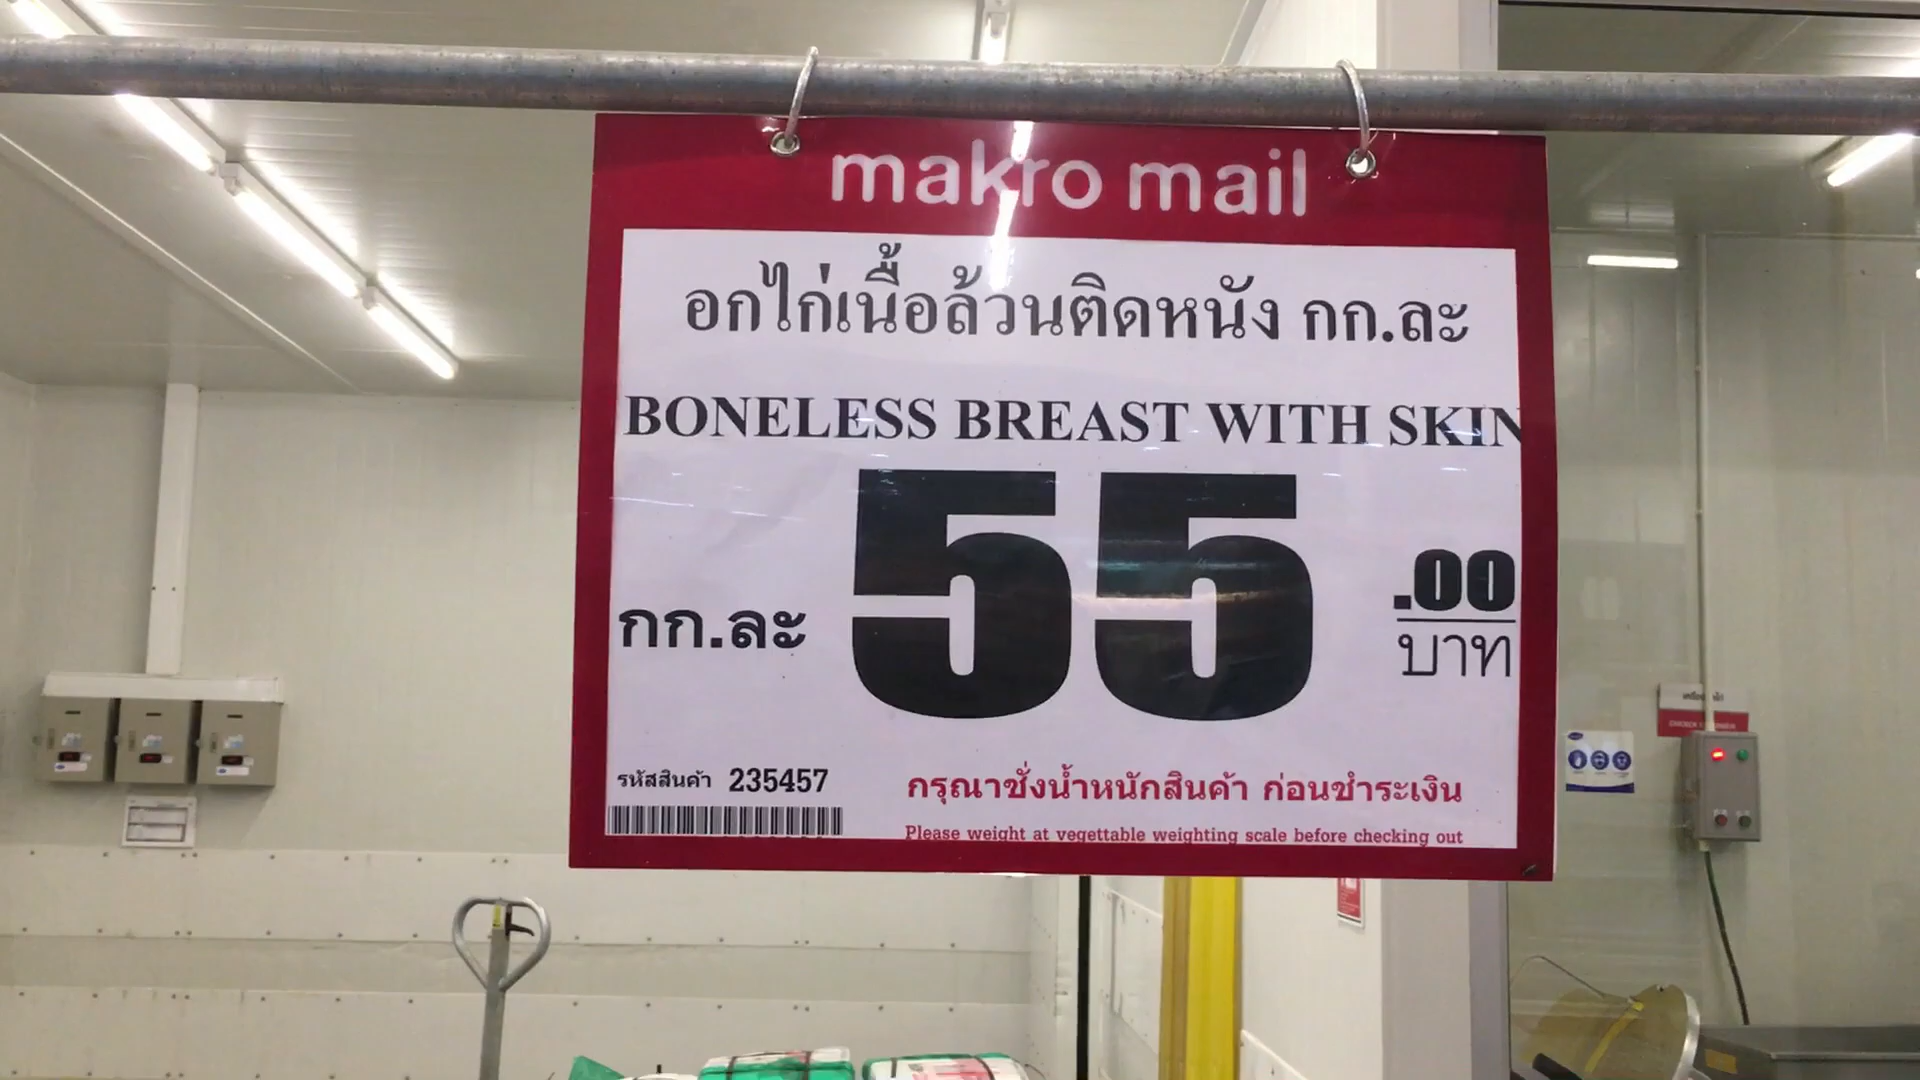 makro mail
อกไก่เนื้อล้วนติดหนัง กก.ละ
BONELESS BREAST WITH SKIN
กก.ละ 55.00 บาท
รหัสสินค้า 235457
กรุณาชั่งน้ำหนักสินค้า ก่อนชำระเงิน
Please weight at vegettable weighting scale before checking out